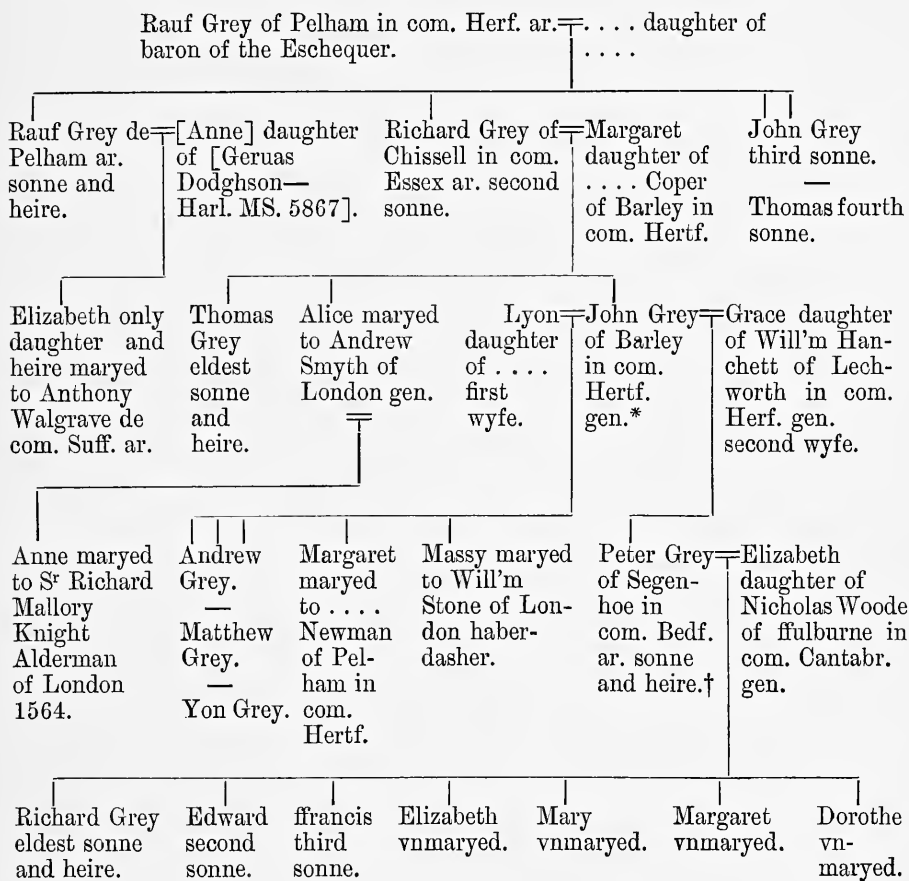 Rauf Grey of Pelham in com. Herf. ar. = . . . . daughter of
baron of the Eschequer. . . . .
Rauf Grey de
Pelham ar.
sonne and
heire.
= [Anne] daughter
of [Geruas
Dodghson—
Harl. MS. 5867].
Richard Grey of
Chissell in com.
Essex ar. second
sonne.
= Margaret
daughter of
. . . . Coper
of Barley in
com. Hertf.
John Grey
third sonne.
—
Thomas fourth
sonne.
Elizabeth only
daughter and
heire maryed
to Anthony
Walgrave de
com. Suff. ar.
Thomas
Grey
eldest
sonne
and
heire.
Alice maryed
to Andrew
Smyth of
London gen.
=
Lyon
daughter
of . . . .
first
wyfe.
= John Grey
of Barley
in com.
Hertf.
gen.*
= Grace daughter
of Will'm Han-
chett of Lech-
worth in com.
Herf. gen.
second wyfe.
Anne maryed
to Sr Richard
Mallory
Knight
Alderman
of London
1564.
Andrew
Grey.
—
Matthew
Grey.
—
Yon Grey.
Margaret
maryed
to . . . .
Newman
of Pel-
ham in
com.
Hertf.
Massy maryed
to Will'm
Stone of Lon-
don haber-
dasher.
Peter Grey
of Segen-
hoe in
com. Bedf.
ar. sonne
and heire.†
= Elizabeth
daughter of
Nicholas Woode
of ffulburne in
com. Cantabr.
gen.
Richard Grey
eldest sonne
and heire.
Edward
second
sonne.
ffrancis
third
sonne.
Elizabeth
vnmaryed.
Mary
vnmaryed.
Margaret
vnmaryed.
Dorothe
vn-
maryed.